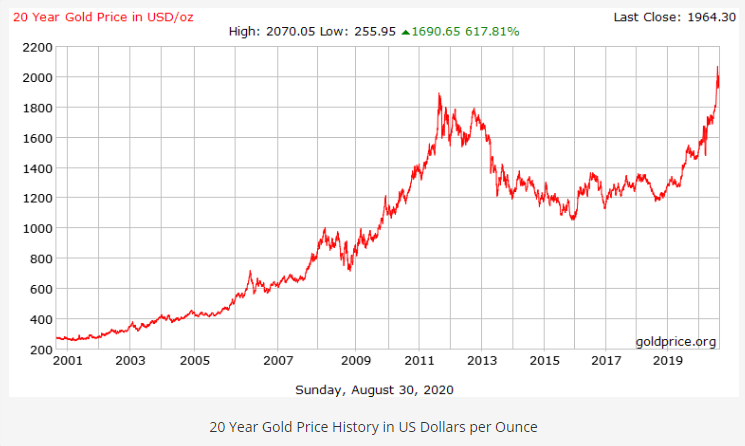 20 Year Gold Price in USD/oz
Last Close: 1964.30
High: 2070.05 Low: 255.95 ▲1690.65 617.81%
2200
2000
1800
1600
1400
1200
1000
800
600
400
200
goldprice.org
2001 2003 2005 2007 2009 2011 2013 2015 2017 2019
Sunday, August 30, 2020
20 Year Gold Price History in US Dollars per Ounce